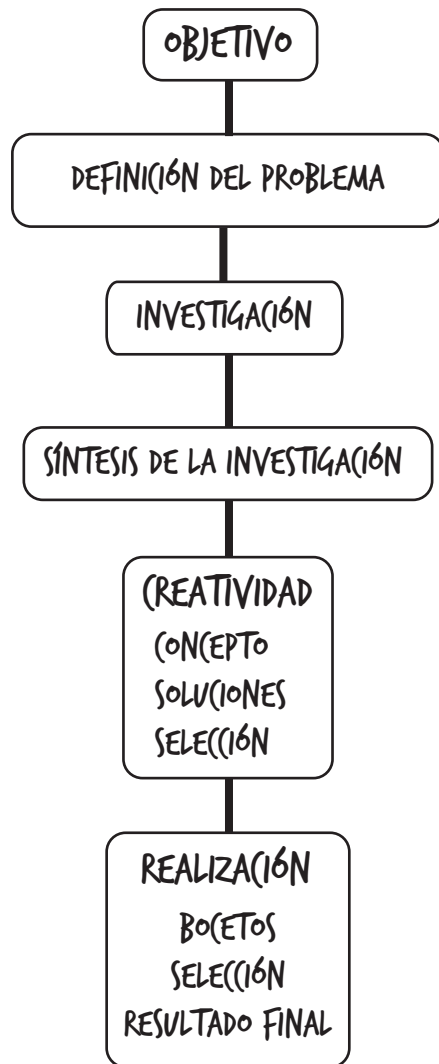 OBJETIVO
DEFINICIÓN DEL PROBLEMA
INVESTIGACIÓN
SÍNTESIS DE LA INVESTIGACIÓN
CREATIVIDAD
CONCEPTO
SOLUCIONES
SELECCIÓN
REALIZACIÓN
BOCETOS
SELECCIÓN
RESULTADO FINAL